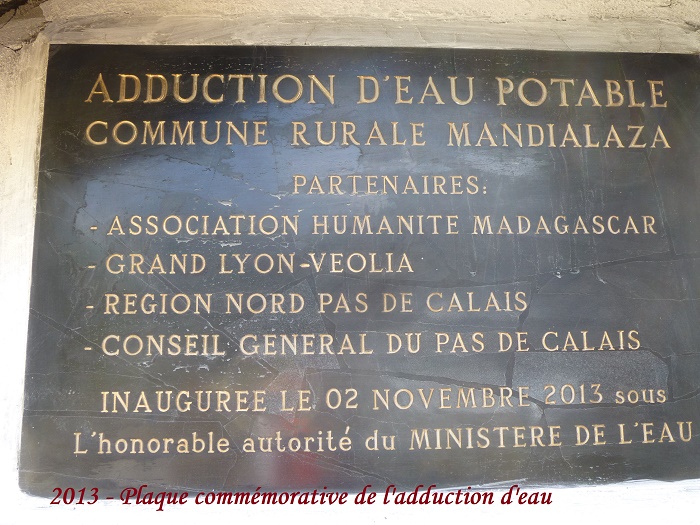 ADDUCTION D'EAU POTABLE
COMMUNE RURALE MANDIALAZA
PARTENAIRES:
- ASSOCIATION HUMANITE MADAGASCAR
- GRAND LYON-VEOLIA
- REGION NORD PAS DE CALAIS
- CONSEIL GENERAL DU PAS DE CALAIS
INAUGUREE LE 02 NOVEMBRE 2013 sous
L'honorable autorité du MINISTERE DE L'EAU
2013 - Plaque commémorative de l'adduction d'eau